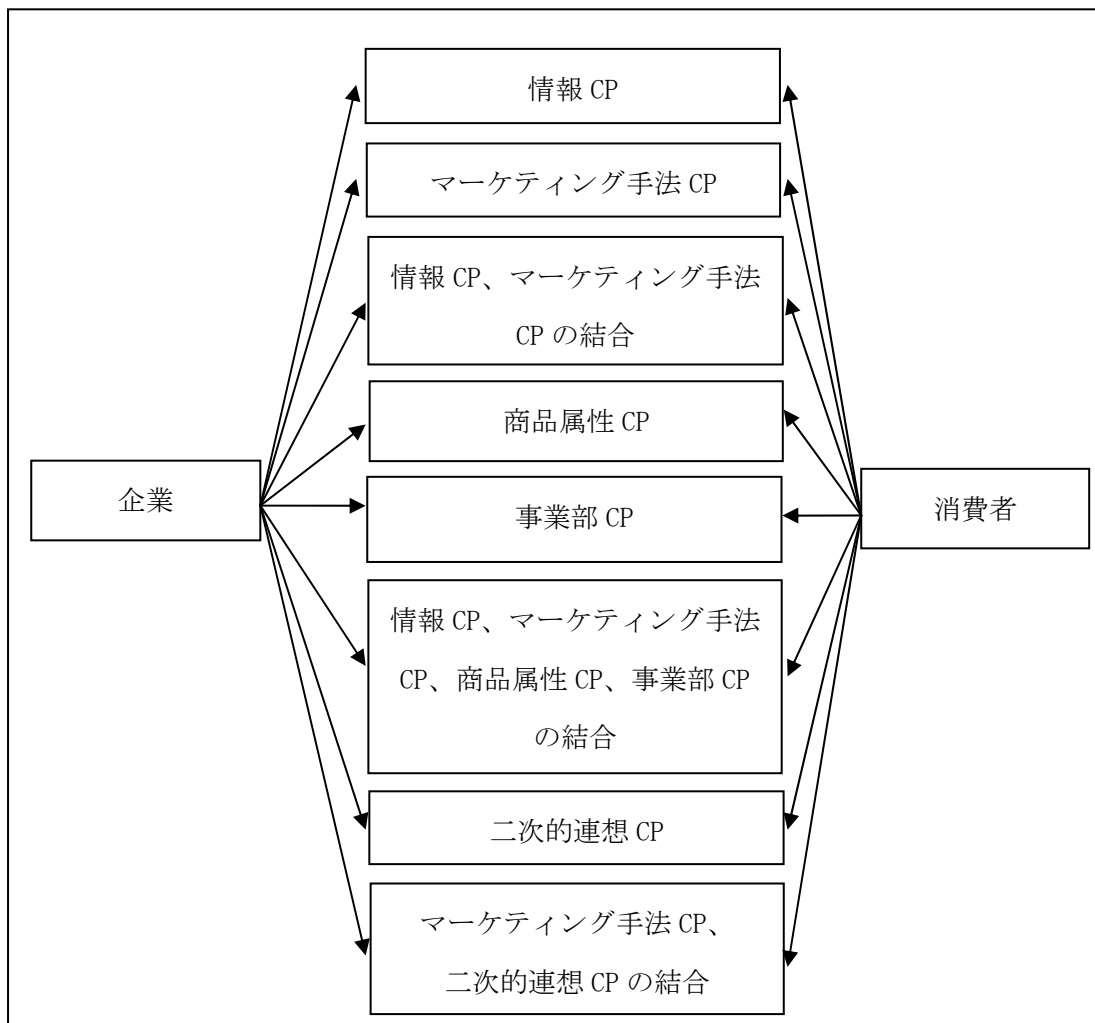 情報 CP
マーケティング手法 CP
情報 CP、マーケティング手法
CP の結合
商品属性 CP
企業
事業部 CP
消費者
情報 CP、マーケティング手法
CP、商品属性 CP、事業部 CP
の結合
二次的連想 CP
マーケティング手法 CP、
二次的連想 CP の結合